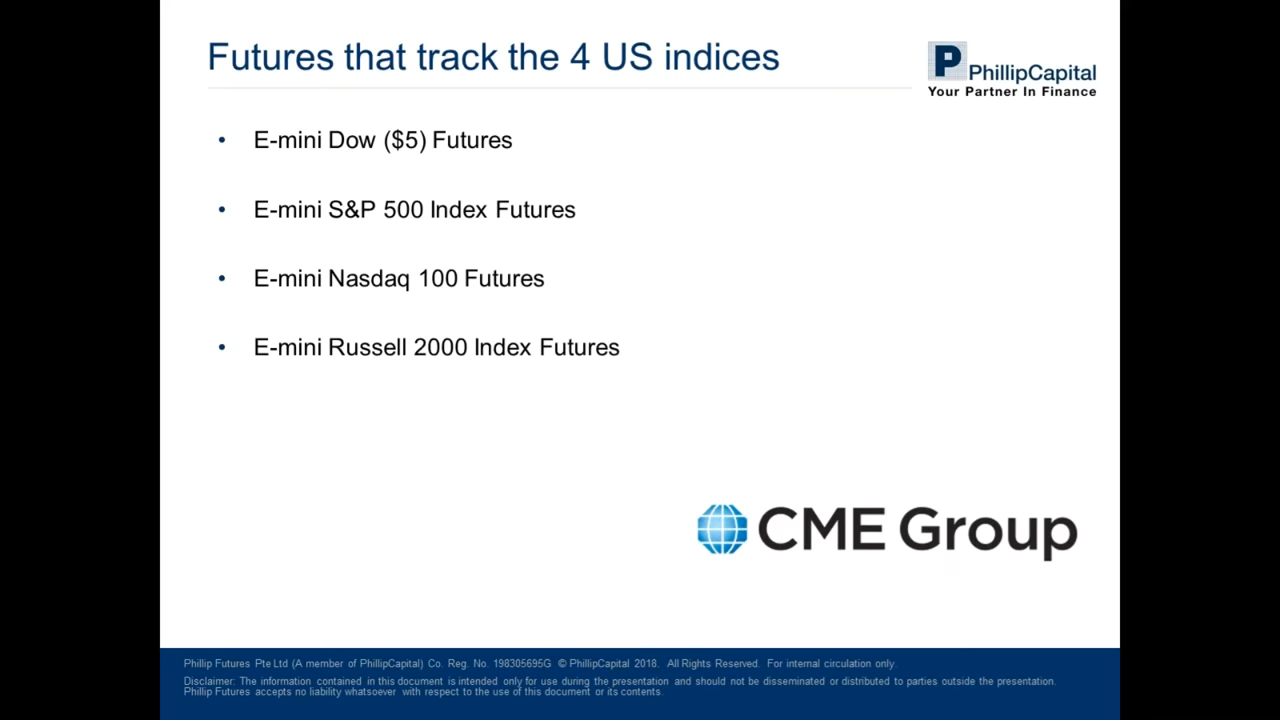 Futures that track the 4 US indices
P PhillipCapital
Your Partner In Finance
• E-mini Dow ($5) Futures
• E-mini S&P 500 Index Futures
• E-mini Nasdaq 100 Futures
• E-mini Russell 2000 Index Futures
CME Group
Phillip Futures Pte Ltd (A member of PhillipCapital) Co. Reg. No. 198305695G © PhillipCapital 2018. All Rights Reserved. For internal circulation only.
Disclaimer: The information contained in this document is intended only for use during the presentation and should not be disseminated or distributed to parties outside the presentation.
Phillip Futures accepts no liability whatsoever with respect to the use of this document or its contents.